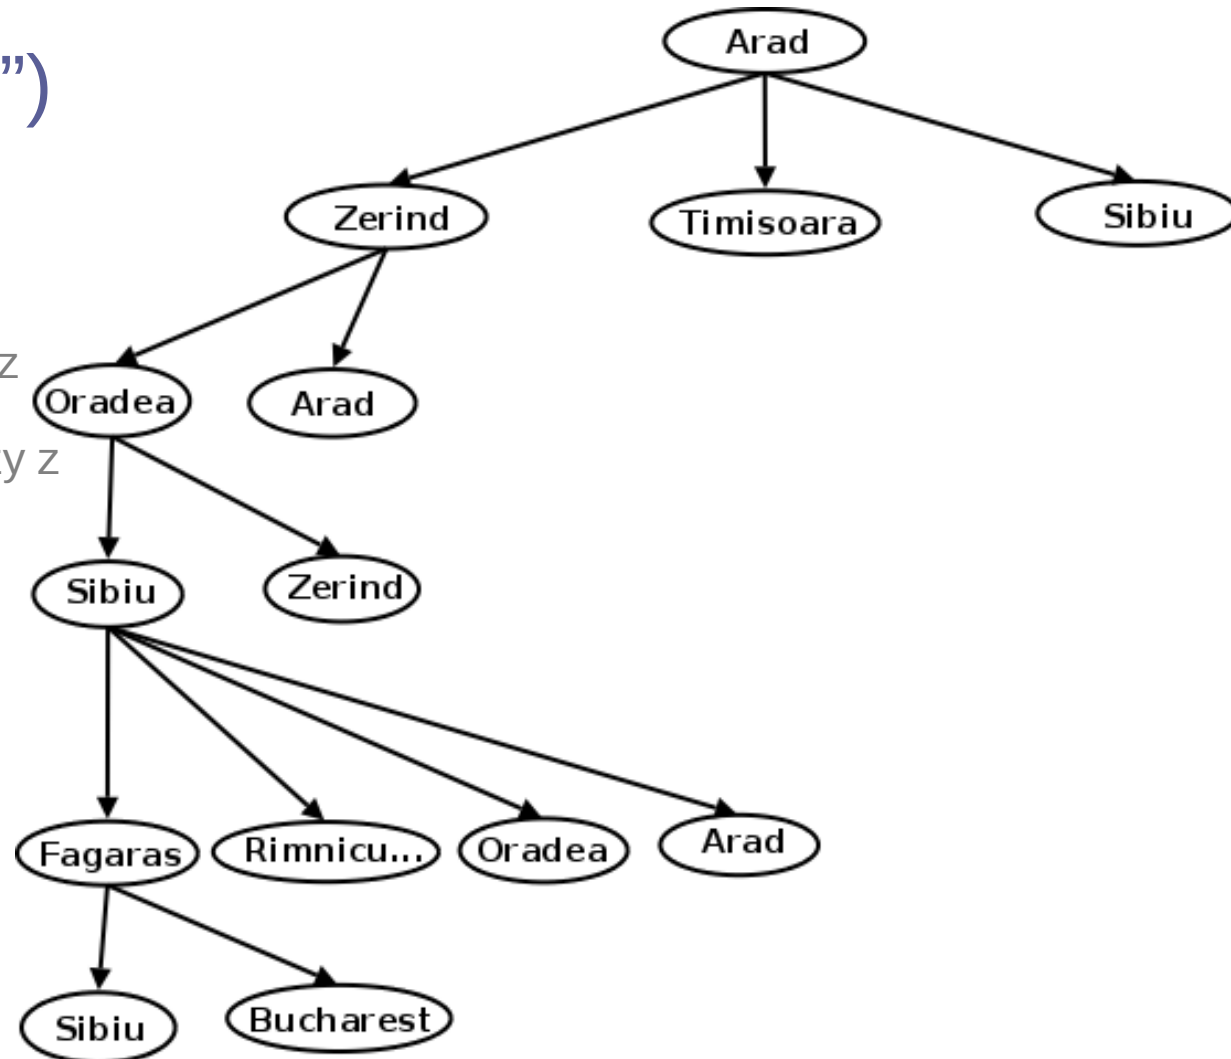 ”)
Arad
Zerind Timisoara Sibiu
z
Oradea Arad
y z
Sibiu Zerind
Fagaras Rimnicu... Oradea Arad
Sibiu Bucharest